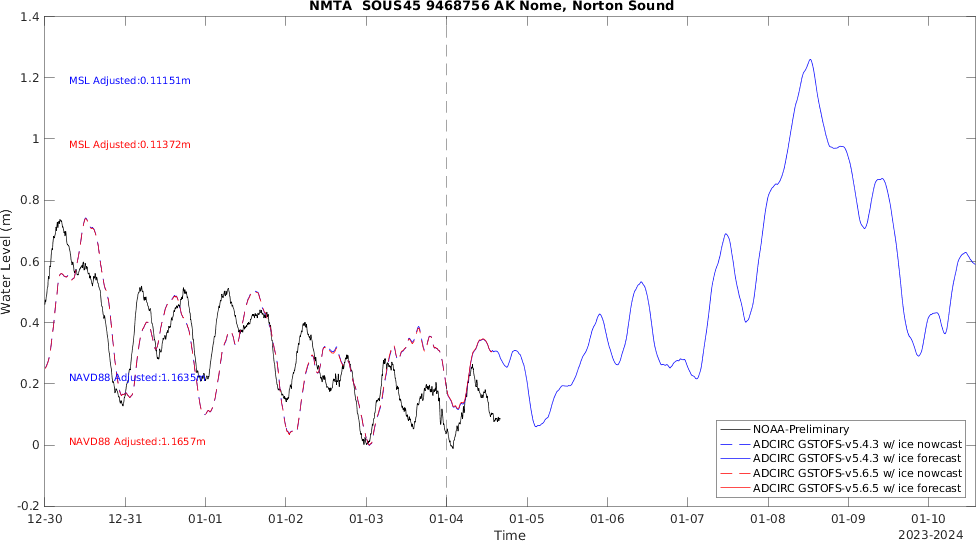 NMTA SOUS45 9468756 AK Nome, Norton Sound
1.4
1.2
1
0.8
0.6
0.4
0.2
0
-0.2
Water Level (m)
MSL Adjusted:0.11151m
MSL Adjusted:0.11372m
NAVD88 Adjusted:1.1635m
NAVD88 Adjusted:1.1657m
NOAA-Preliminary
ADCIRC GSTOFS-v5.4.3 w/ ice nowcast
ADCIRC GSTOFS-v5.4.3 w/ ice forecast
ADCIRC GSTOFS-v5.6.5 w/ ice nowcast
ADCIRC GSTOFS-v5.6.5 w/ ice forecast
12-30 12-31 01-01 01-02 01-03 01-04 01-05 01-06 01-07 01-08 01-09 01-10
Time
2023-2024